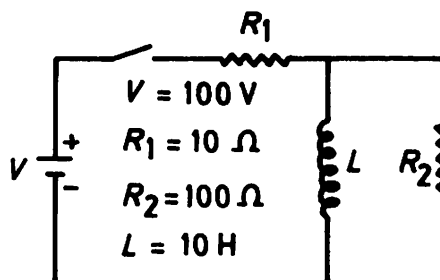 R1
V = 100 V
+
R1 = 10 Ω
V
L
R2
-
R2 = 100 Ω
L = 10 H